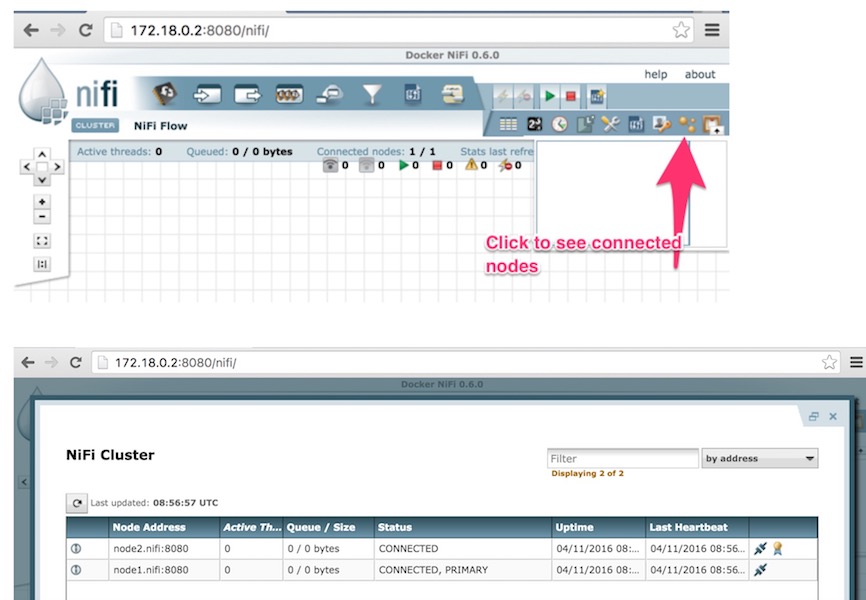 172.18.0.2:8080/nifi/
Docker NiFi 0.6.0
help about
nifi
CLUSTER NiFi Flow
Active threads: 0 Queued: 0 / 0 bytes Connected nodes: 1 / 1 Stats last refre
0 0 0 0 0 0
Click to see connected
nodes
172.18.0.2:8080/nifi/
Docker NiFi 0.6.0
NiFi Cluster
Filter by address
Displaying 2 of 2
Last updated: 08:56:57 UTC
Node Address Active Th... Queue / Size Status Uptime Last Heartbeat
node2.nifi:8080 0 0 / 0 bytes CONNECTED 04/11/2016 08:... 04/11/2016 08:56...
node1.nifi:8080 0 0 / 0 bytes CONNECTED, PRIMARY 04/11/2016 08:... 04/11/2016 08:56...